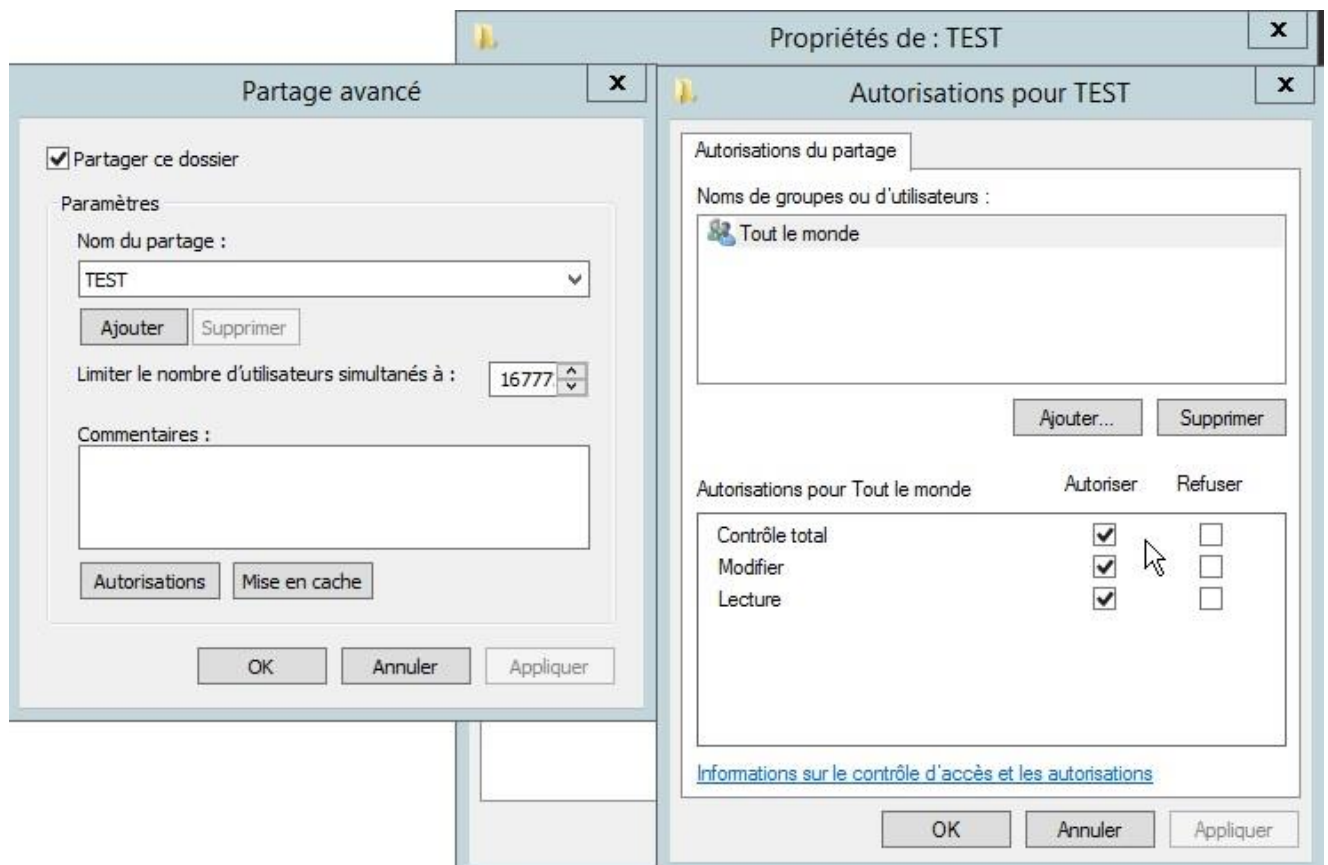 Propriétés de : TEST
x
Partage avancé
x
Partager ce dossier
Paramètres
Nom du partage :
TEST
Ajouter Supprimer
Limiter le nombre d'utilisateurs simultanés à : 16777
Commentaires :
Autorisations Mise en cache
OK Annuler Appliquer
Autorisations pour TEST
x
Autorisations du partage
Noms de groupes ou d'utilisateurs :
Tout le monde
Ajouter... Supprimer
Autorisations pour Tout le monde Autoriser Refuser
Contrôle total
Modifier
Lecture
Informations sur le contrôle d'accès et les autorisations
OK Annuler Appliquer